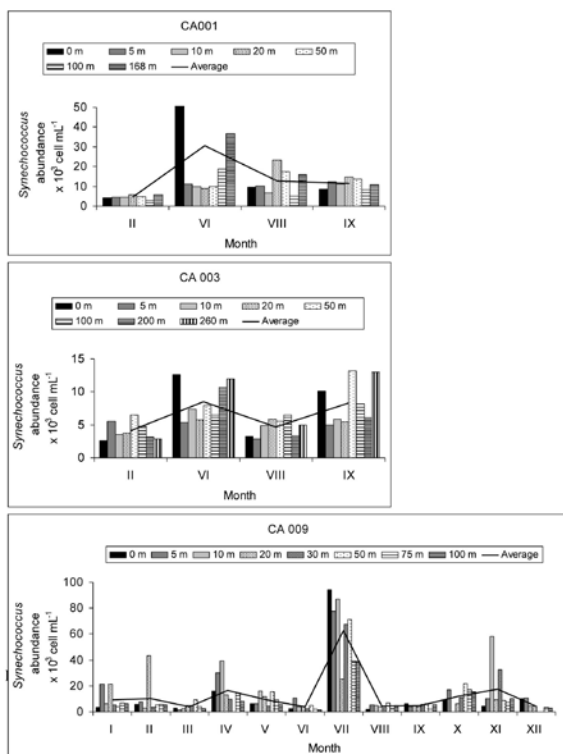 CA001
0 m 5 m 10 m 20 m 50 m
100 m 168 m Average
Synechococcus
abundance
x 10³ cell mL⁻¹
50
40
30
20
10
0
II VI VIII IX
Month
CA 003
0 m 5 m 10 m 20 m 50 m
100 m 200 m 260 m Average
Synechococcus
abundance
x 10³ cell mL⁻¹
15
10
5
0
II VI VIII IX
Month
CA 009
0 m 5 m 10 m 20 m 30 m 50 m 75 m 100 m Average
Synechococcus
abundance
x 10³ cell mL⁻¹
100
80
60
40
20
0
I II III IV V VI VII VIII IX X XI XII
Month